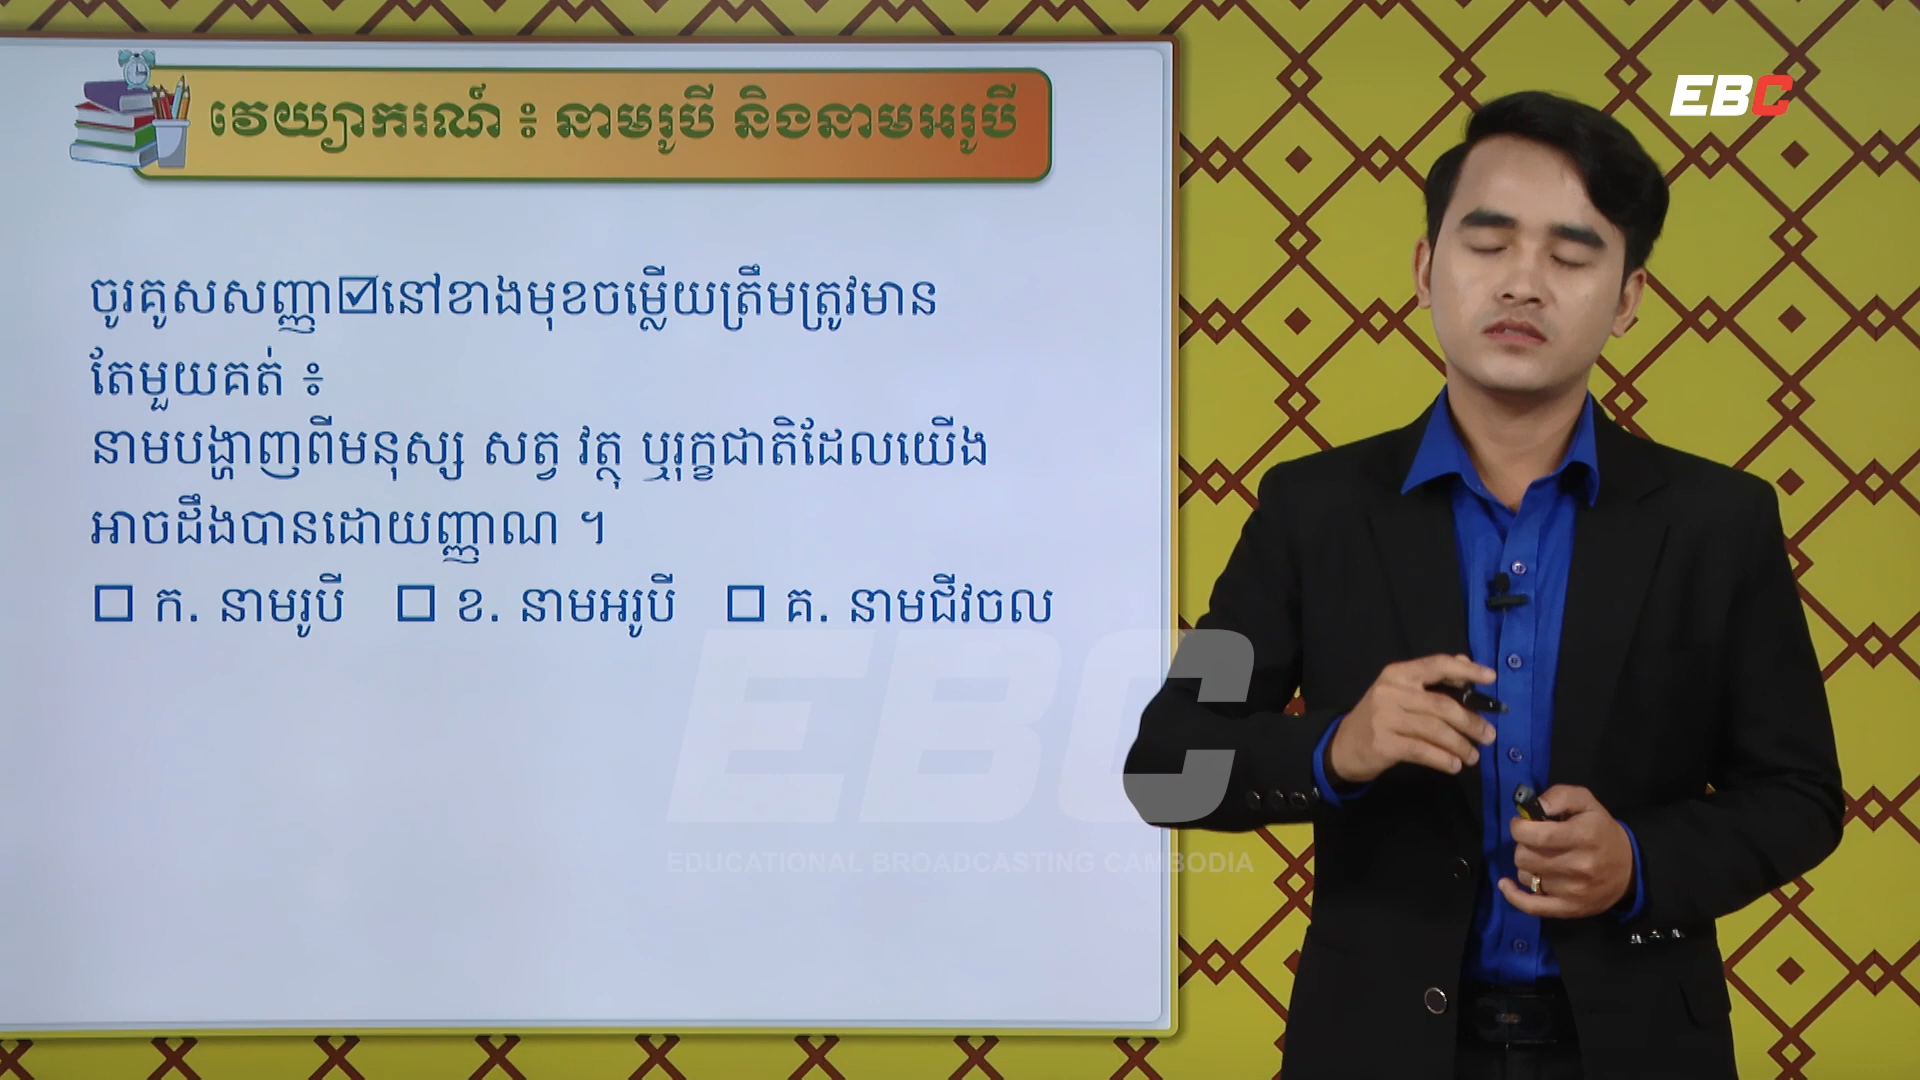 វេយ្យាករណ៍ ៖ នាមរូបី និងនាមអរូបី
EBC
ចូរគូសសញ្ញា☑នៅខាងមុខចម្លើយត្រឹមត្រូវមាន
តែមួយគត់ ៖
នាមបង្ហាញពីមនុស្ស សត្វ វត្ថុ ឬរុក្ខជាតិដែលយើង
អាចដឹងបានដោយញ្ញាណ ។
☐ ក. នាមរូបី ☐ ខ. នាមអរូបី ☐ គ. នាមជីវចល
EBC
EDUCATIONAL BROADCASTING CAMBODIA